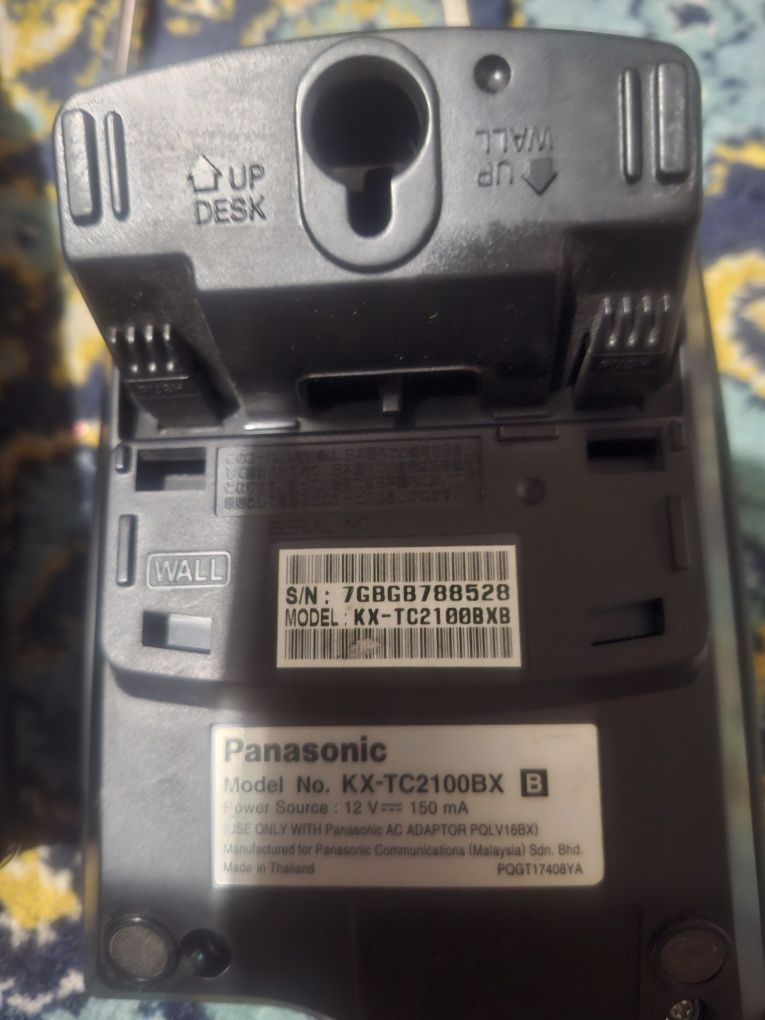 UP
DESK
UP
WALL
SERIAL NO.
WALL
S/N: 7GBGB788528
MODEL: KX-TC2100BXB
Panasonic
Model No. KX-TC2100BX B
Power Source : 12 V⎓ 150 mA
(USE ONLY WITH Panasonic AC ADAPTOR PQLV16BX)
Manufactured for Panasonic Communications (Malaysia) Sdn. Bhd.
Made in Thailand PQGT17408YA